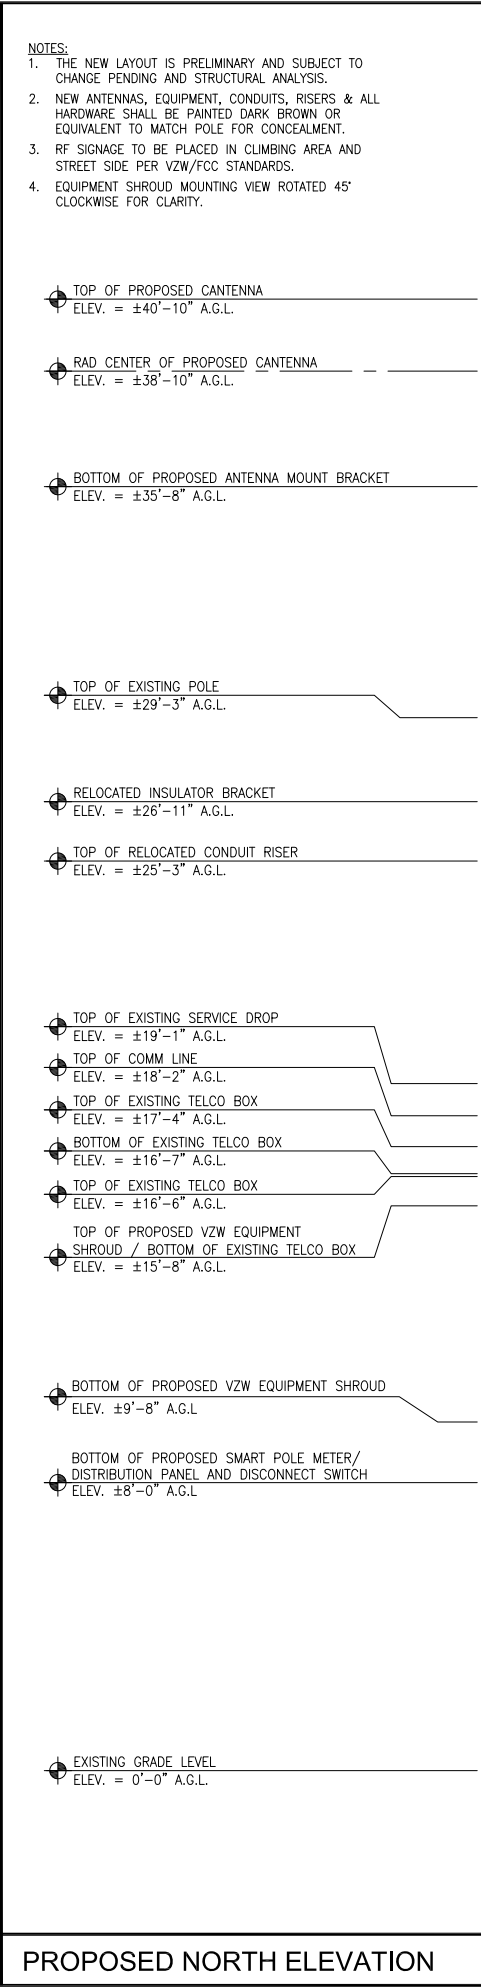 NOTES:
1. THE NEW LAYOUT IS PRELIMINARY AND SUBJECT TO
CHANGE PENDING AND STRUCTURAL ANALYSIS.
2. NEW ANTENNAS, EQUIPMENT, CONDUITS, RISERS & ALL
HARDWARE SHALL BE PAINTED DARK BROWN OR
EQUIVALENT TO MATCH POLE FOR CONCEALMENT.
3. RF SIGNAGE TO BE PLACED IN CLIMBING AREA AND
STREET SIDE PER VZW/FCC STANDARDS.
4. EQUIPMENT SHROUD MOUNTING VIEW ROTATED 45°
CLOCKWISE FOR CLARITY.
TOP OF PROPOSED CANTENNA
ELEV. = ±40'-10" A.G.L.
RAD CENTER OF PROPOSED CANTENNA
ELEV. = ±38'-10" A.G.L.
BOTTOM OF PROPOSED ANTENNA MOUNT BRACKET
ELEV. = ±35'-8" A.G.L.
TOP OF EXISTING POLE
ELEV. = ±29'-3" A.G.L.
RELOCATED INSULATOR BRACKET
ELEV. = ±26'-11" A.G.L.
TOP OF RELOCATED CONDUIT RISER
ELEV. = ±25'-3" A.G.L.
TOP OF EXISTING SERVICE DROP
ELEV. = ±19'-1" A.G.L.
TOP OF COMM LINE
ELEV. = ±18'-2" A.G.L.
TOP OF EXISTING TELCO BOX
ELEV. = ±17'-4" A.G.L.
BOTTOM OF EXISTING TELCO BOX
ELEV. = ±16'-7" A.G.L.
TOP OF EXISTING TELCO BOX
ELEV. = ±16'-6" A.G.L.
TOP OF PROPOSED VZW EQUIPMENT
SHROUD / BOTTOM OF EXISTING TELCO BOX
ELEV. = ±15'-8" A.G.L.
BOTTOM OF PROPOSED VZW EQUIPMENT SHROUD
ELEV. ±9'-8" A.G.L
BOTTOM OF PROPOSED SMART POLE METER/
DISTRIBUTION PANEL AND DISCONNECT SWITCH
ELEV. ±8'-0" A.G.L
EXISTING GRADE LEVEL
ELEV. = 0'-0" A.G.L.
PROPOSED NORTH ELEVATION